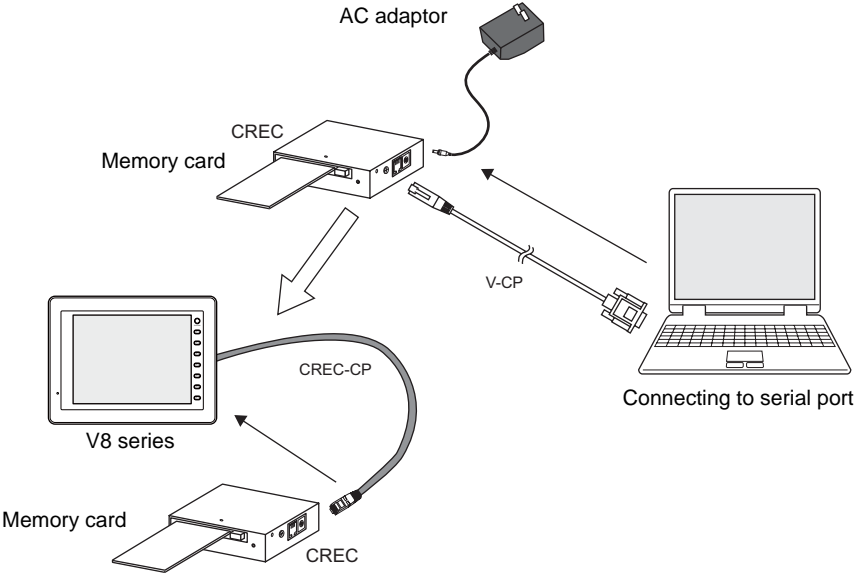 AC adaptor
CREC
Memory card
V-CP
CREC-CP
Connecting to serial port
V8 series
Memory card
CREC